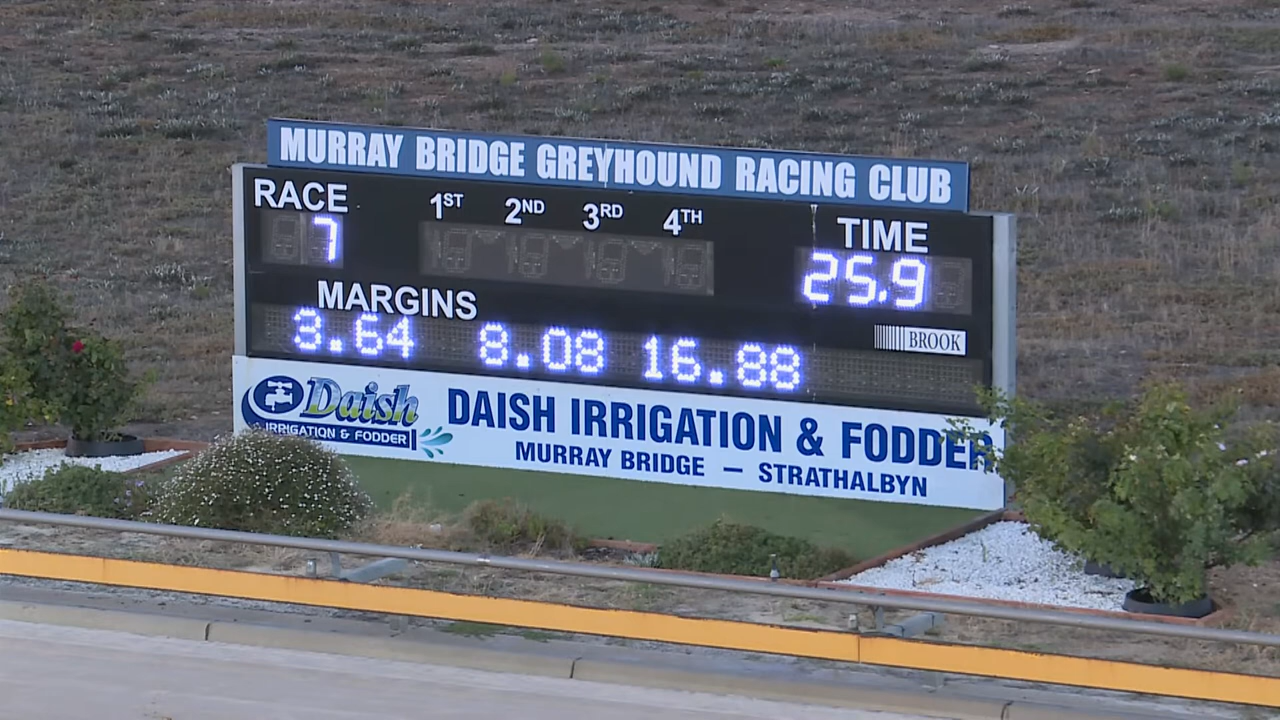 MURRAY BRIDGE GREYHOUND RACING CLUB
RACE 1ST 2ND 3RD 4TH TIME
7 25.9
MARGINS
3.64 8.08 16.88
BROOK
Daish
IRRIGATION & FODDER
DAISH IRRIGATION & FODDER
MURRAY BRIDGE — STRATHALBYN